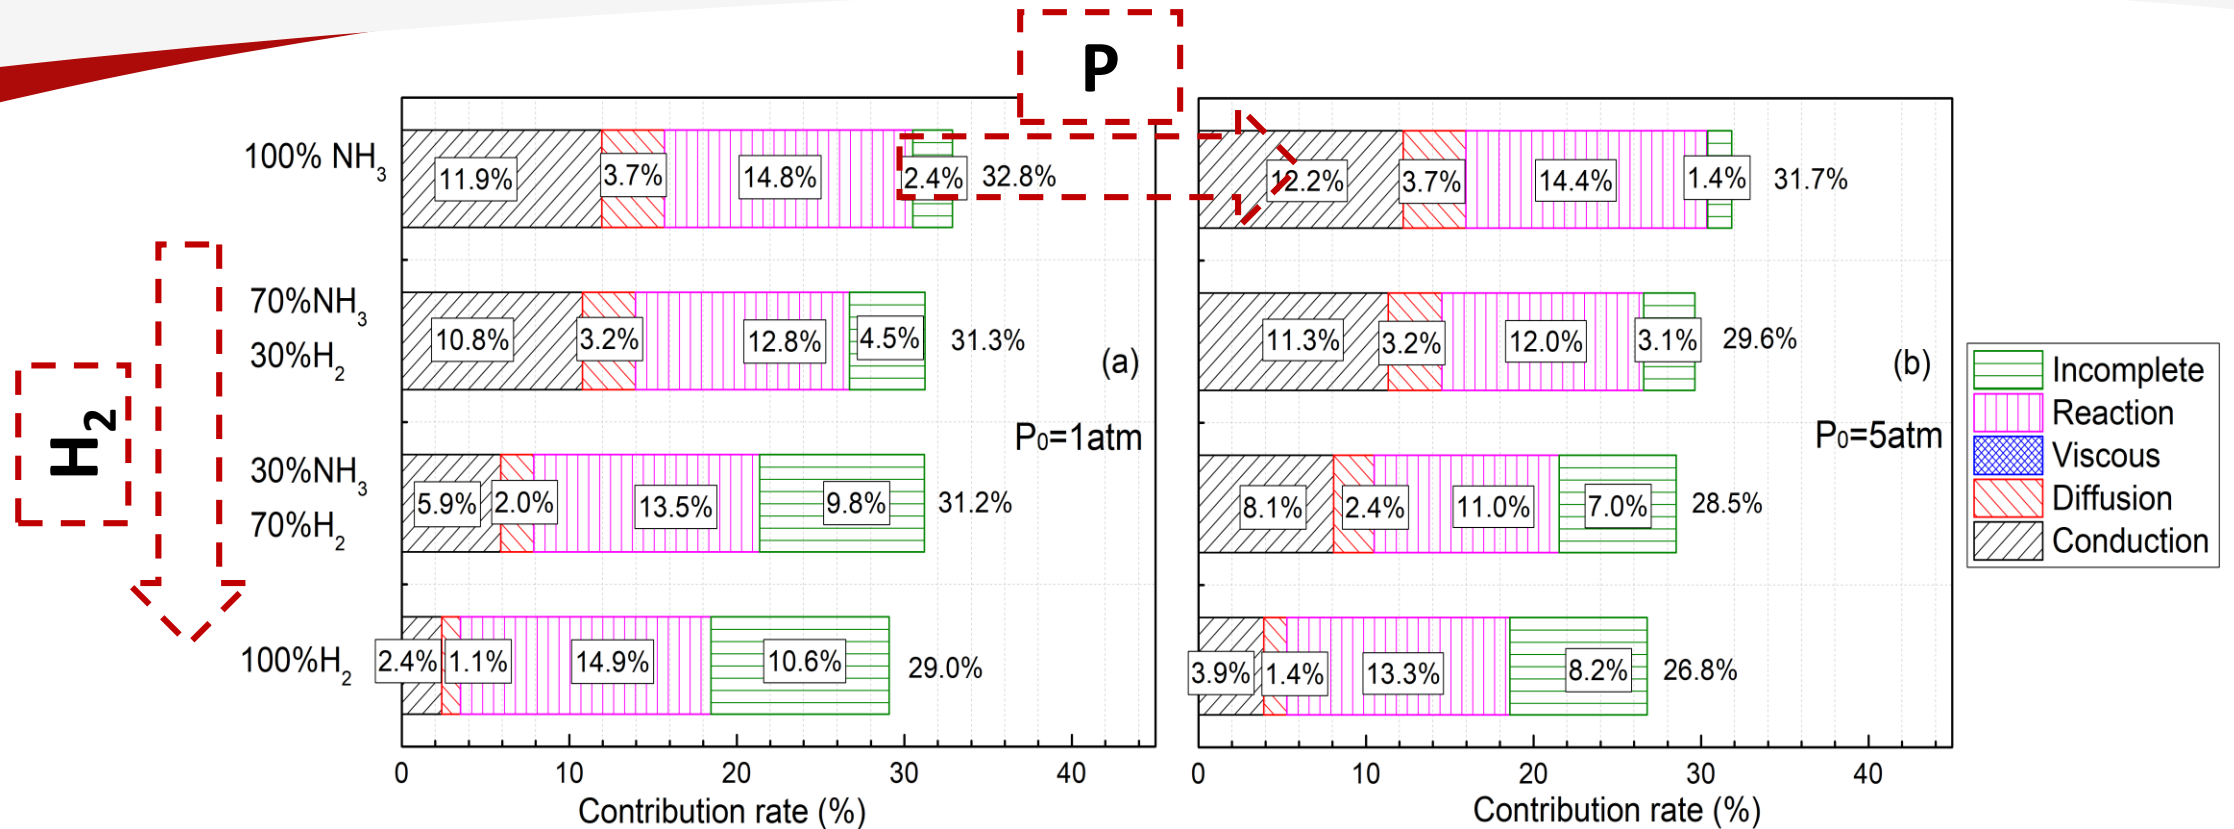 P
H2
100% NH3
11.9% 3.7% 14.8% 2.4% 32.8%
70%NH3
30%H2
10.8% 3.2% 12.8% 4.5% 31.3%
(a)
P0=1atm
30%NH3
70%H2
5.9% 2.0% 13.5% 9.8% 31.2%
100%H2
2.4% 1.1% 14.9% 10.6% 29.0%
0 10 20 30 40
Contribution rate (%)
12.2% 3.7% 14.4% 1.4% 31.7%
11.3% 3.2% 12.0% 3.1% 29.6%
(b)
P0=5atm
8.1% 2.4% 11.0% 7.0% 28.5%
3.9% 1.4% 13.3% 8.2% 26.8%
0 10 20 30 40
Contribution rate (%)
Incomplete
Reaction
Viscous
Diffusion
Conduction